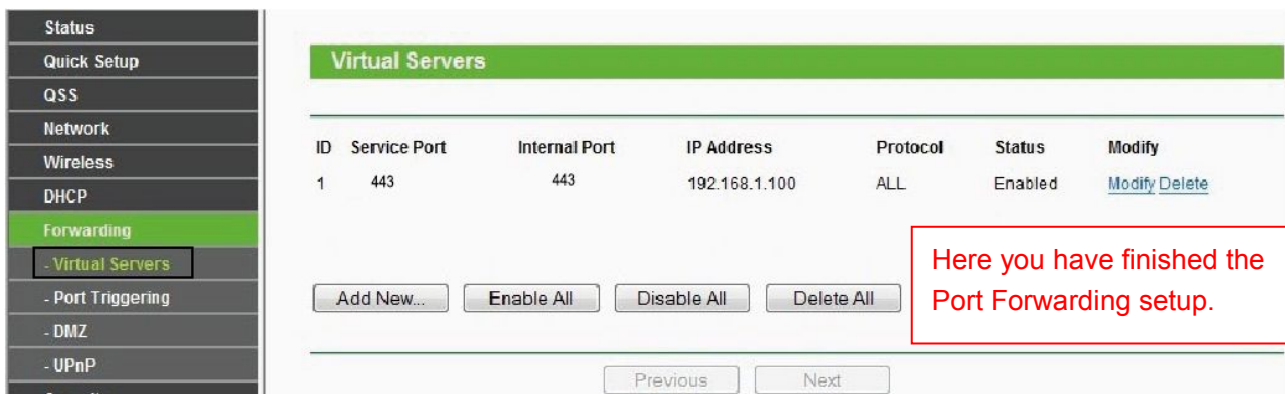 Status
Quick Setup
QSS
Network
Wireless
DHCP
Forwarding
- Virtual Servers
- Port Triggering
- DMZ
- UPnP
Virtual Servers
ID Service Port Internal Port IP Address Protocol Status Modify
1 443 443 192.168.1.100 ALL Enabled Modify Delete
Add New... Enable All Disable All Delete All
Here you have finished the
Port Forwarding setup.
Previous Next